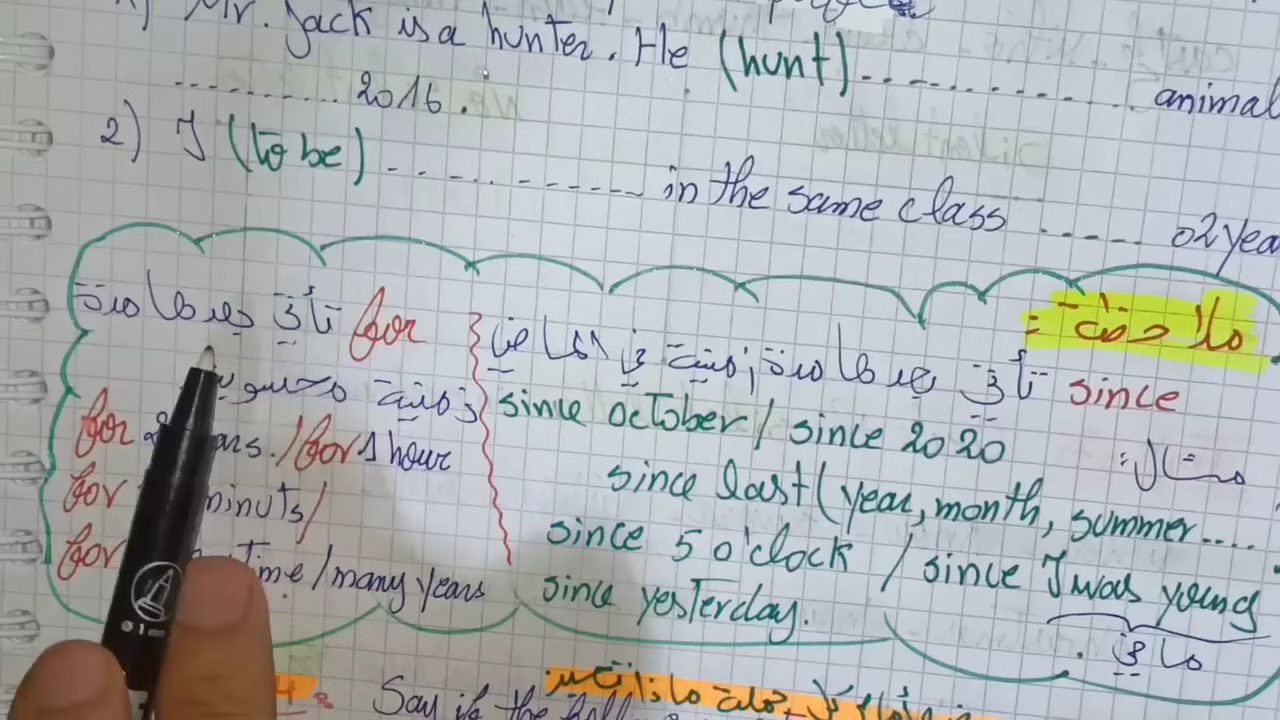 Mr. Jack is a hunter. He (hunt)................ animal
........... 2016.
2) I (to be) .............. in the same class ...... 02 yea
ملاحظة:
since تأتي بعدها مدة زمنية في الماضي
مثال:
since october / since 2020
since last (year, month, summer....
since 5 o'clock / since I was young
ماضي
since yesterday.
for تأتي بعدها مدة
زمنية
for ars. / for 1 hour
for minuts/
for time / many years
Say if the